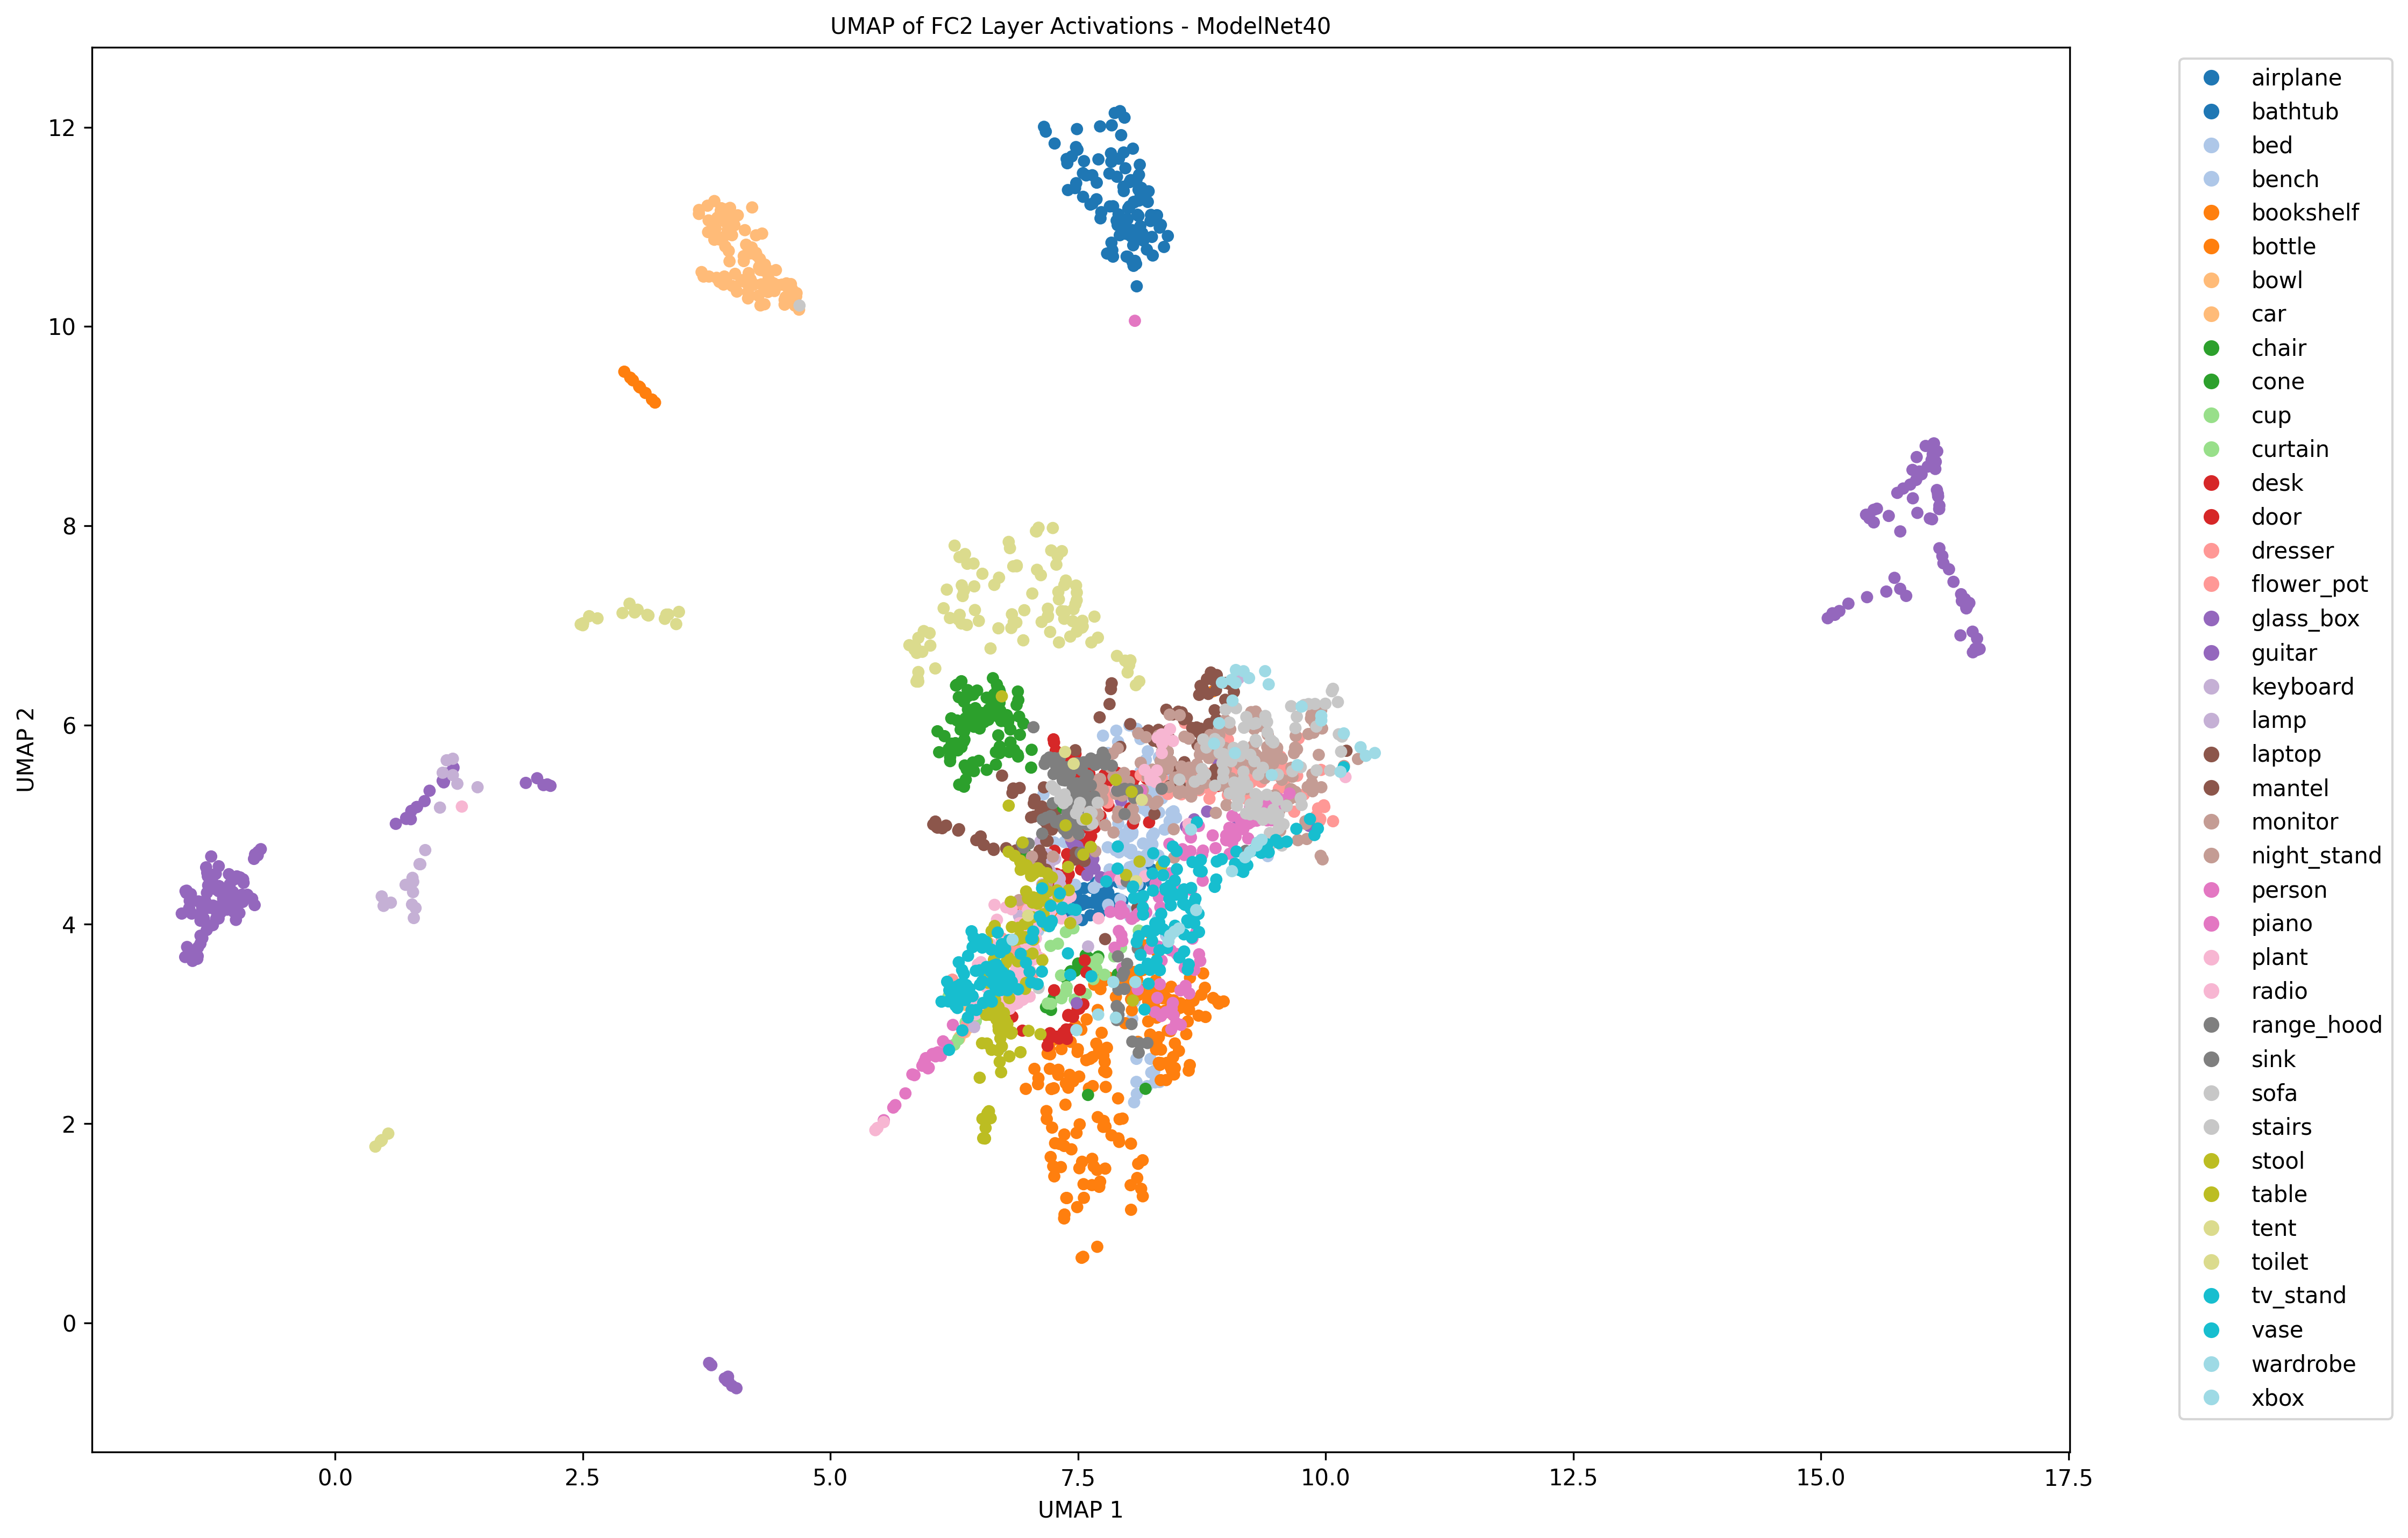 UMAP of FC2 Layer Activations - ModelNet40
12
10
8
6
4
2
0
UMAP 2
0.0
2.5
5.0
7.5
10.0
12.5
15.0
17.5
UMAP 1
airplane
bathtub
bed
bench
bookshelf
bottle
bowl
car
chair
cone
cup
curtain
desk
door
dresser
flower_pot
glass_box
guitar
keyboard
lamp
laptop
mantel
monitor
night_stand
person
piano
plant
radio
range_hood
sink
sofa
stairs
stool
table
tent
toilet
tv_stand
vase
wardrobe
xbox